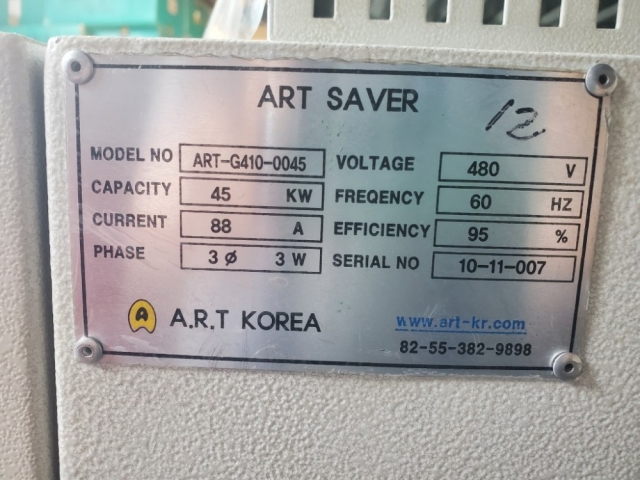 ART SAVER
12
MODEL NO ART-G410-0045 VOLTAGE 480 V
CAPACITY 45 KW FREQENCY 60 HZ
CURRENT 88 A EFFICIENCY 95 %
PHASE 3 ø 3 W SERIAL NO 10-11-007
A A.R.T KOREA www.art-kr.com
82-55-382-9898